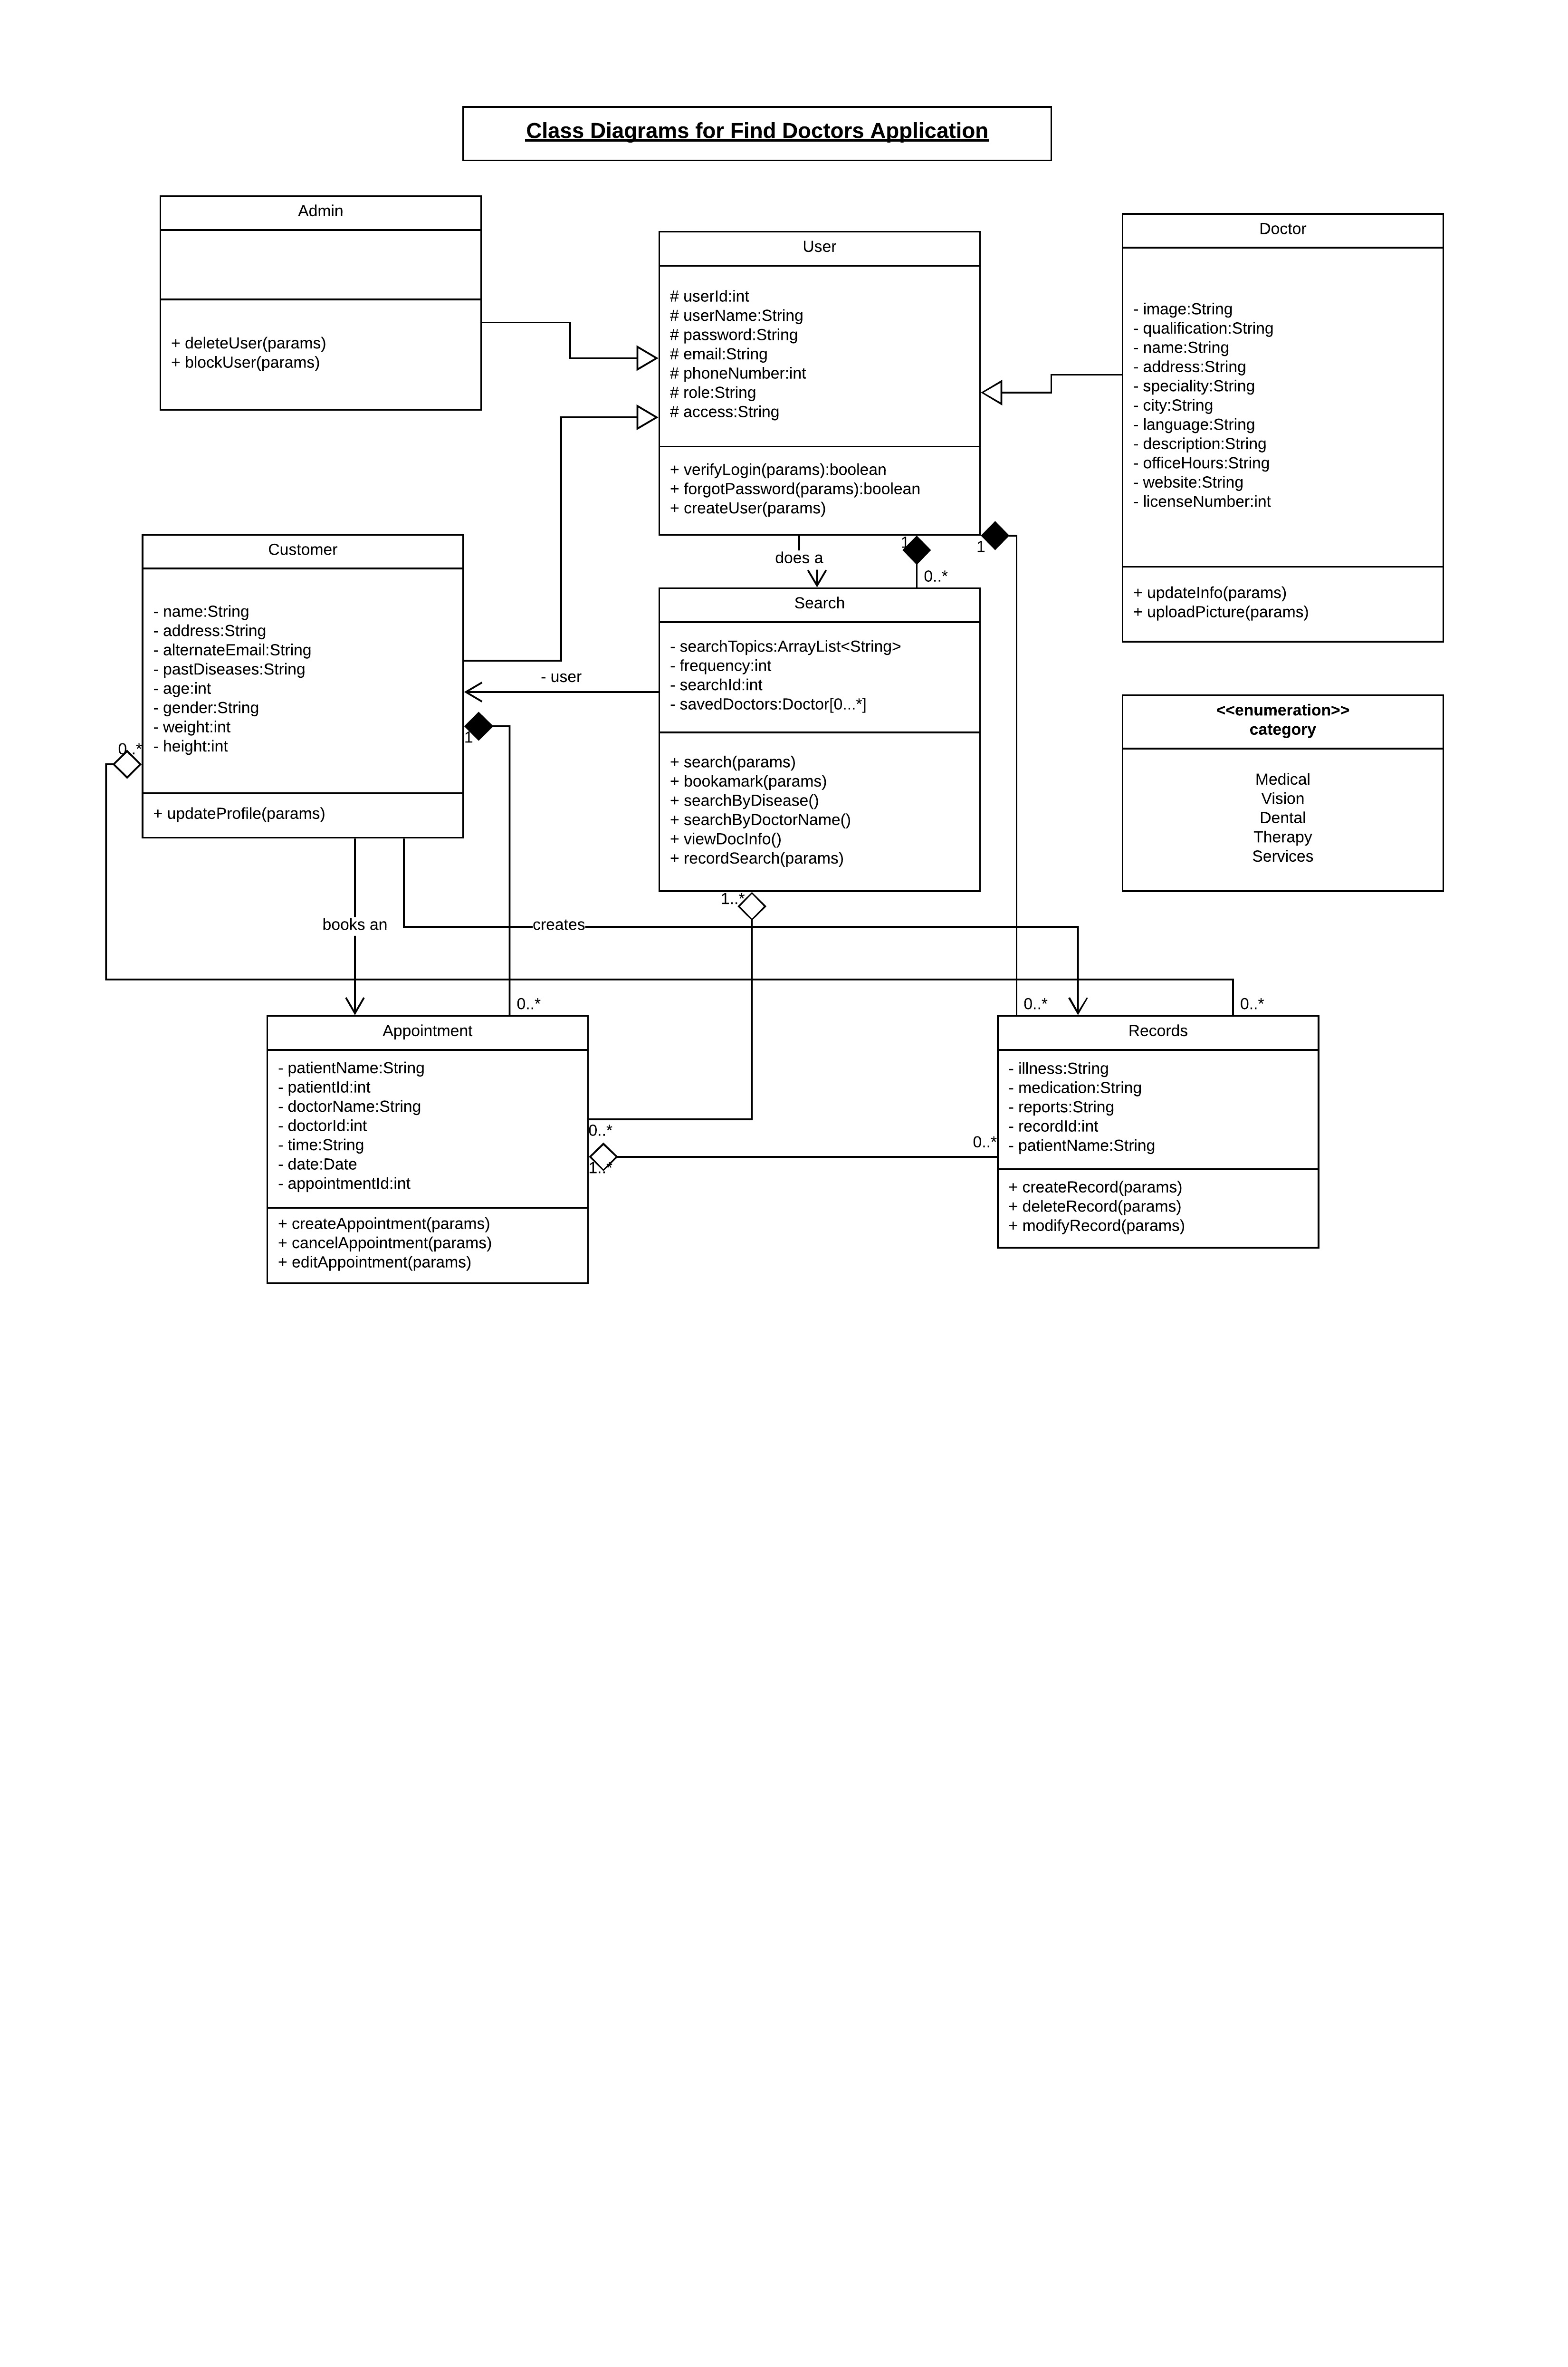 Class Diagrams for Find Doctors Application
Admin
+ deleteUser(params)
+ blockUser(params)
User
# userId:int
# userName:String
# password:String
# email:String
# phoneNumber:int
# role:String
# access:String
+ verifyLogin(params):boolean
+ forgotPassword(params):boolean
+ createUser(params)
Doctor
- image:String
- qualification:String
- name:String
- address:String
- speciality:String
- city:String
- language:String
- description:String
- officeHours:String
- website:String
- licenseNumber:int
+ updateInfo(params)
+ uploadPicture(params)
does a
1
0..*
1
Customer
- name:String
- address:String
- alternateEmail:String
- pastDiseases:String
- age:int
- gender:String
- weight:int
- height:int
+ updateProfile(params)
0..*
1
- user
Search
- searchTopics:ArrayList<String>
- frequency:int
- searchId:int
- savedDoctors:Doctor[0...*]
+ search(params)
+ bookamark(params)
+ searchByDisease()
+ searchByDoctorName()
+ viewDocInfo()
+ recordSearch(params)
<<enumeration>>
category
Medical
Vision
Dental
Therapy
Services
1..*
books an
creates
0..*
0..*
0..*
Appointment
- patientName:String
- patientId:int
- doctorName:String
- doctorId:int
- time:String
- date:Date
- appointmentId:int
+ createAppointment(params)
+ cancelAppointment(params)
+ editAppointment(params)
0..*
1..*
0..*
Records
- illness:String
- medication:String
- reports:String
- recordId:int
- patientName:String
+ createRecord(params)
+ deleteRecord(params)
+ modifyRecord(params)